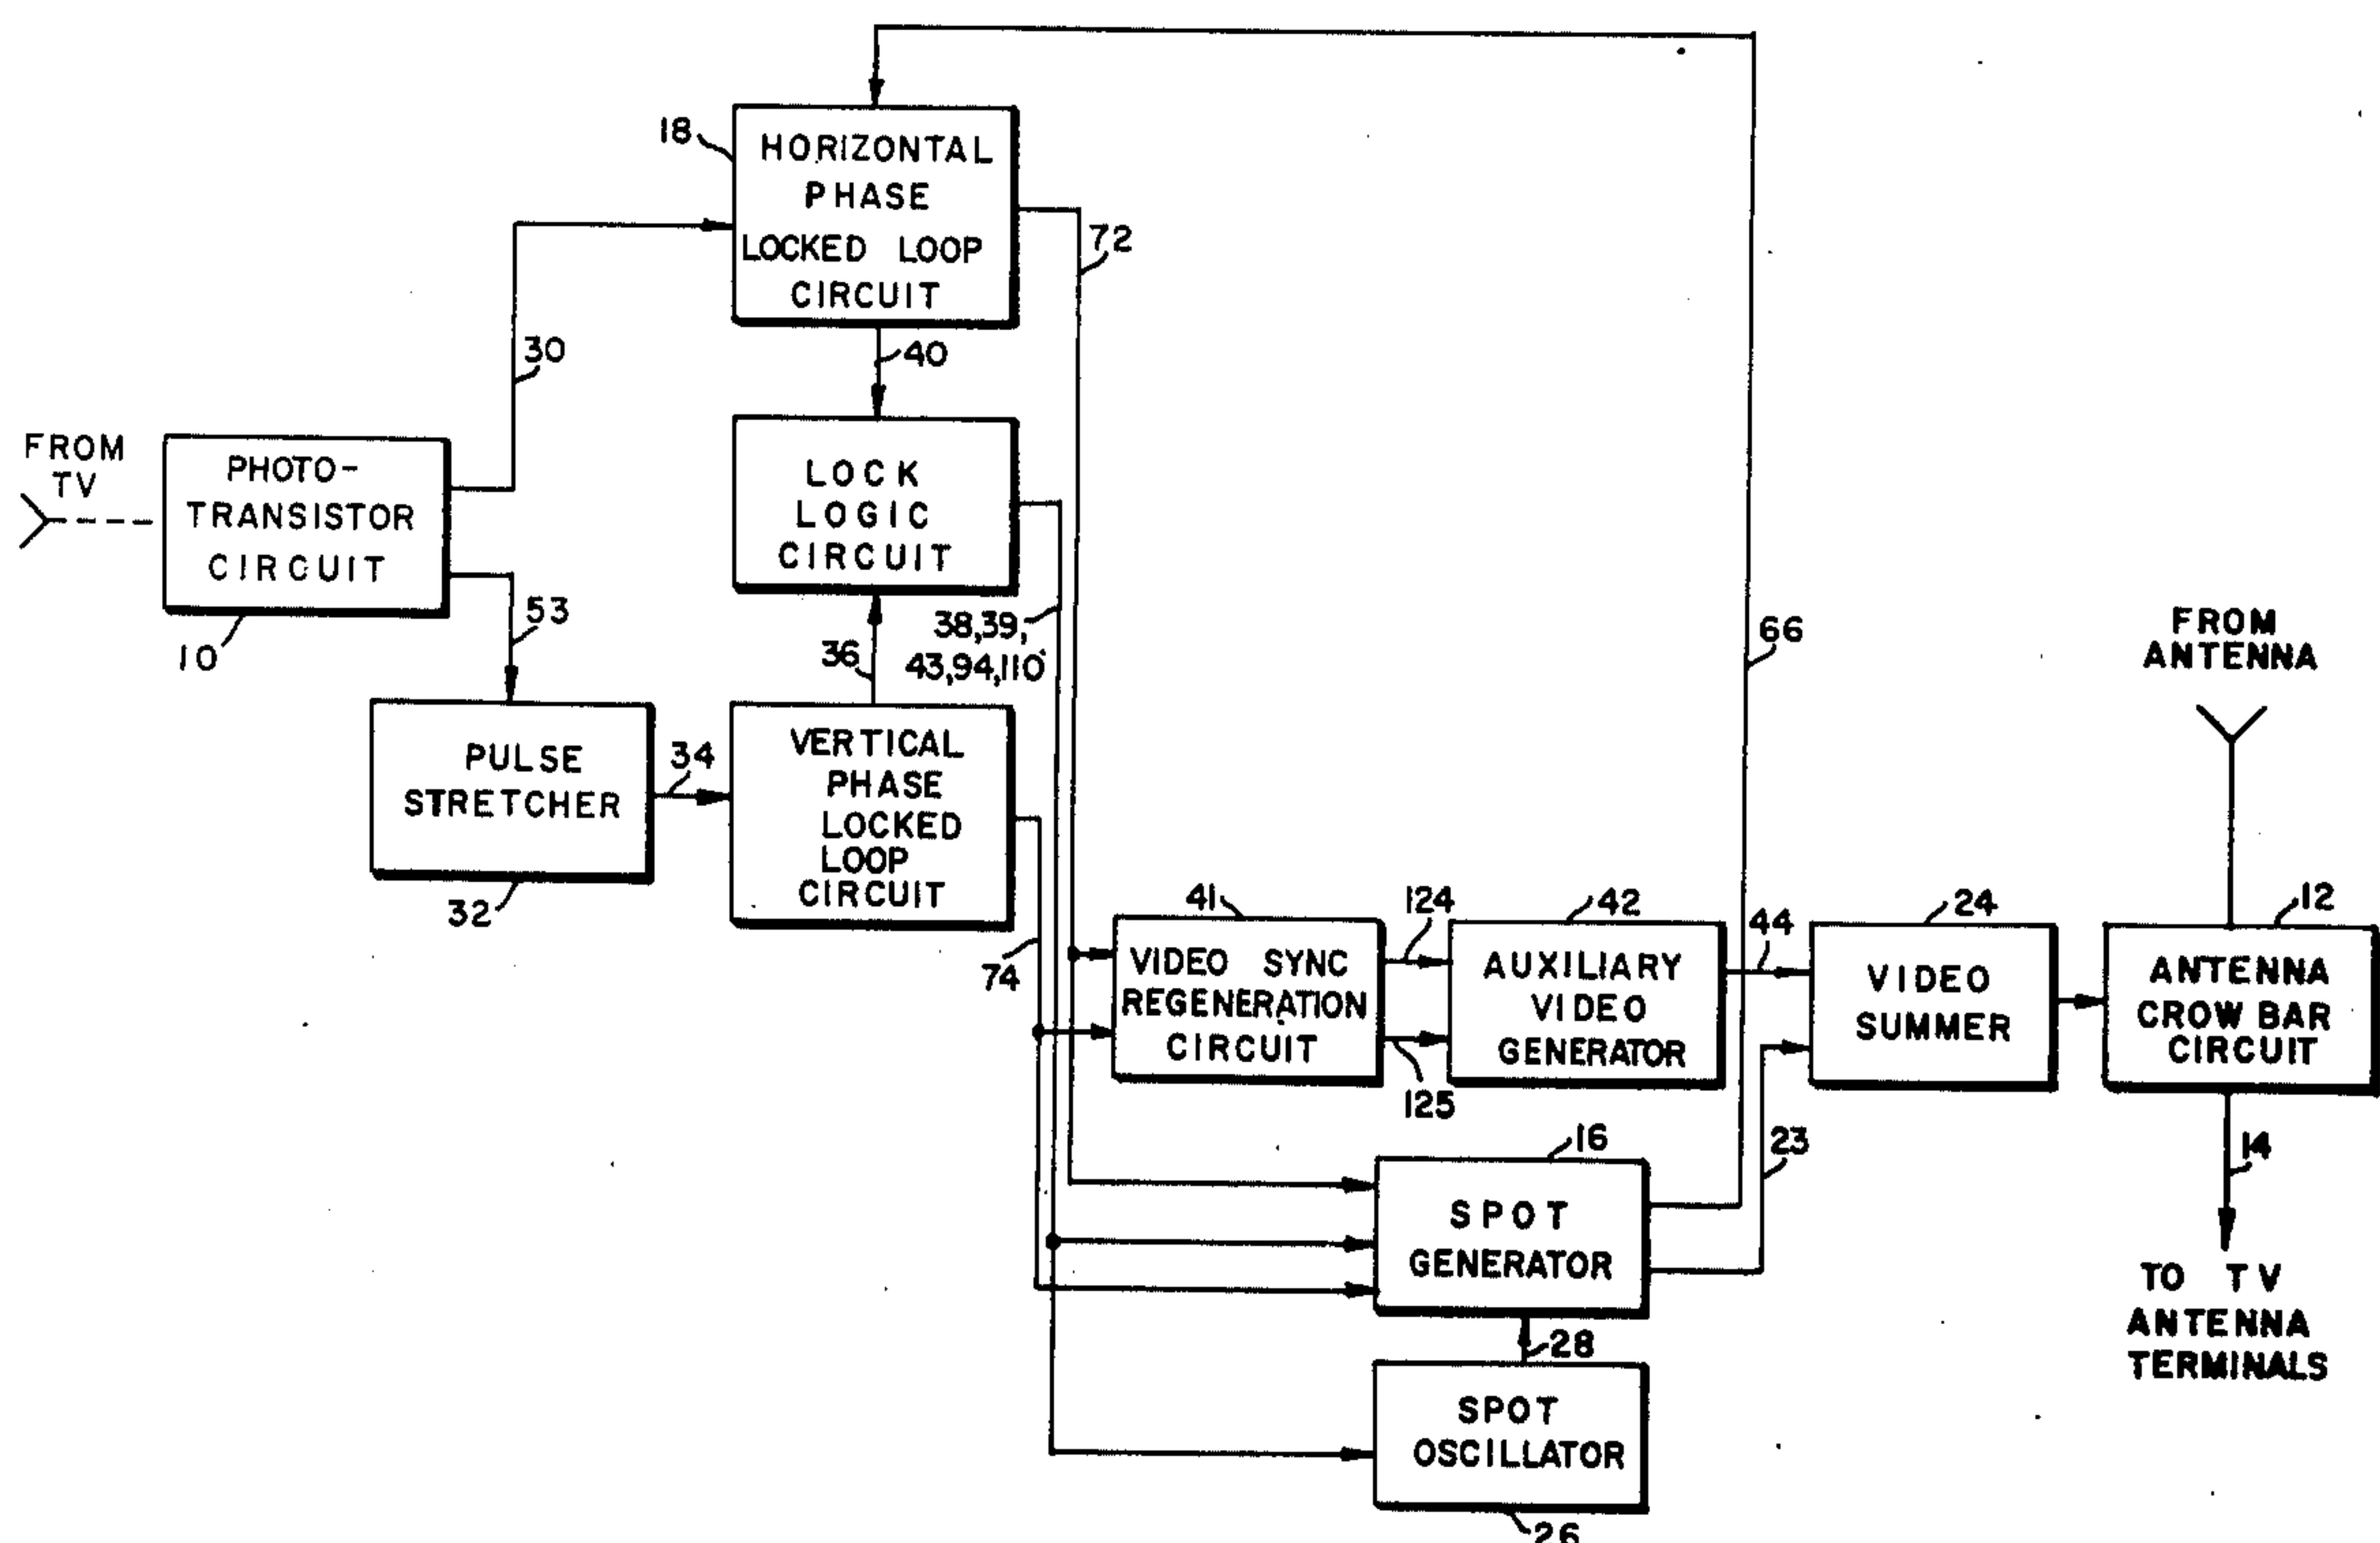 18
HORIZONTAL
PHASE
LOCKED LOOP
CIRCUIT
72
30
40
FROM
TV
PHOTO-
TRANSISTOR
CIRCUIT
10
LOCK
LOGIC
CIRCUIT
53
36
38,39,
43,94,110
66
FROM
ANTENNA
PULSE
STRETCHER
32
34
VERTICAL
PHASE
LOCKED
LOOP
CIRCUIT
74
41
VIDEO SYNC
REGENERATION
CIRCUIT
124
125
42
AUXILIARY
VIDEO
GENERATOR
44
24
VIDEO
SUMMER
12
ANTENNA
CROW BAR
CIRCUIT
16
SPOT
GENERATOR
23
14
28
TO TV
ANTENNA
TERMINALS
SPOT
OSCILLATOR
26